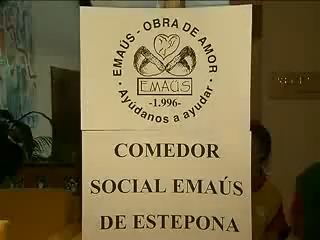 EMAÚS - OBRA DE AMOR
EMAÚS
-1.996-
· Ayúdanos a ayudar ·
COMEDOR
SOCIAL EMAÚS
DE ESTEPONA